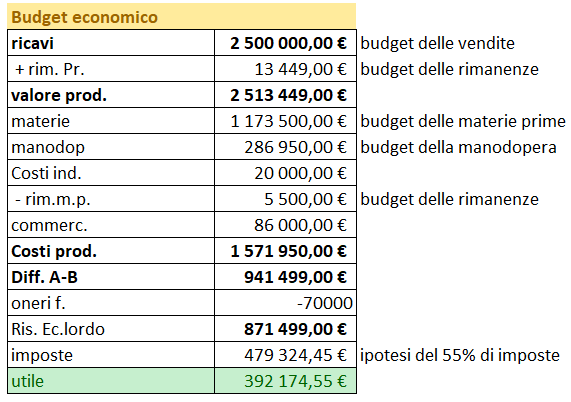 Budget economico
ricavi 2 500 000,00 € budget delle vendite
+ rim. Pr. 13 449,00 € budget delle rimanenze
valore prod. 2 513 449,00 €
materie 1 173 500,00 € budget delle materie prime
manodop 286 950,00 € budget della manodopera
Costi ind. 20 000,00 €
- rim.m.p. 5 500,00 € budget delle rimanenze
commerc. 86 000,00 €
Costi prod. 1 571 950,00 €
Diff. A-B 941 499,00 €
oneri f. -70000
Ris. Ec.lordo 871 499,00 €
imposte 479 324,45 € ipotesi del 55% di imposte
utile 392 174,55 €